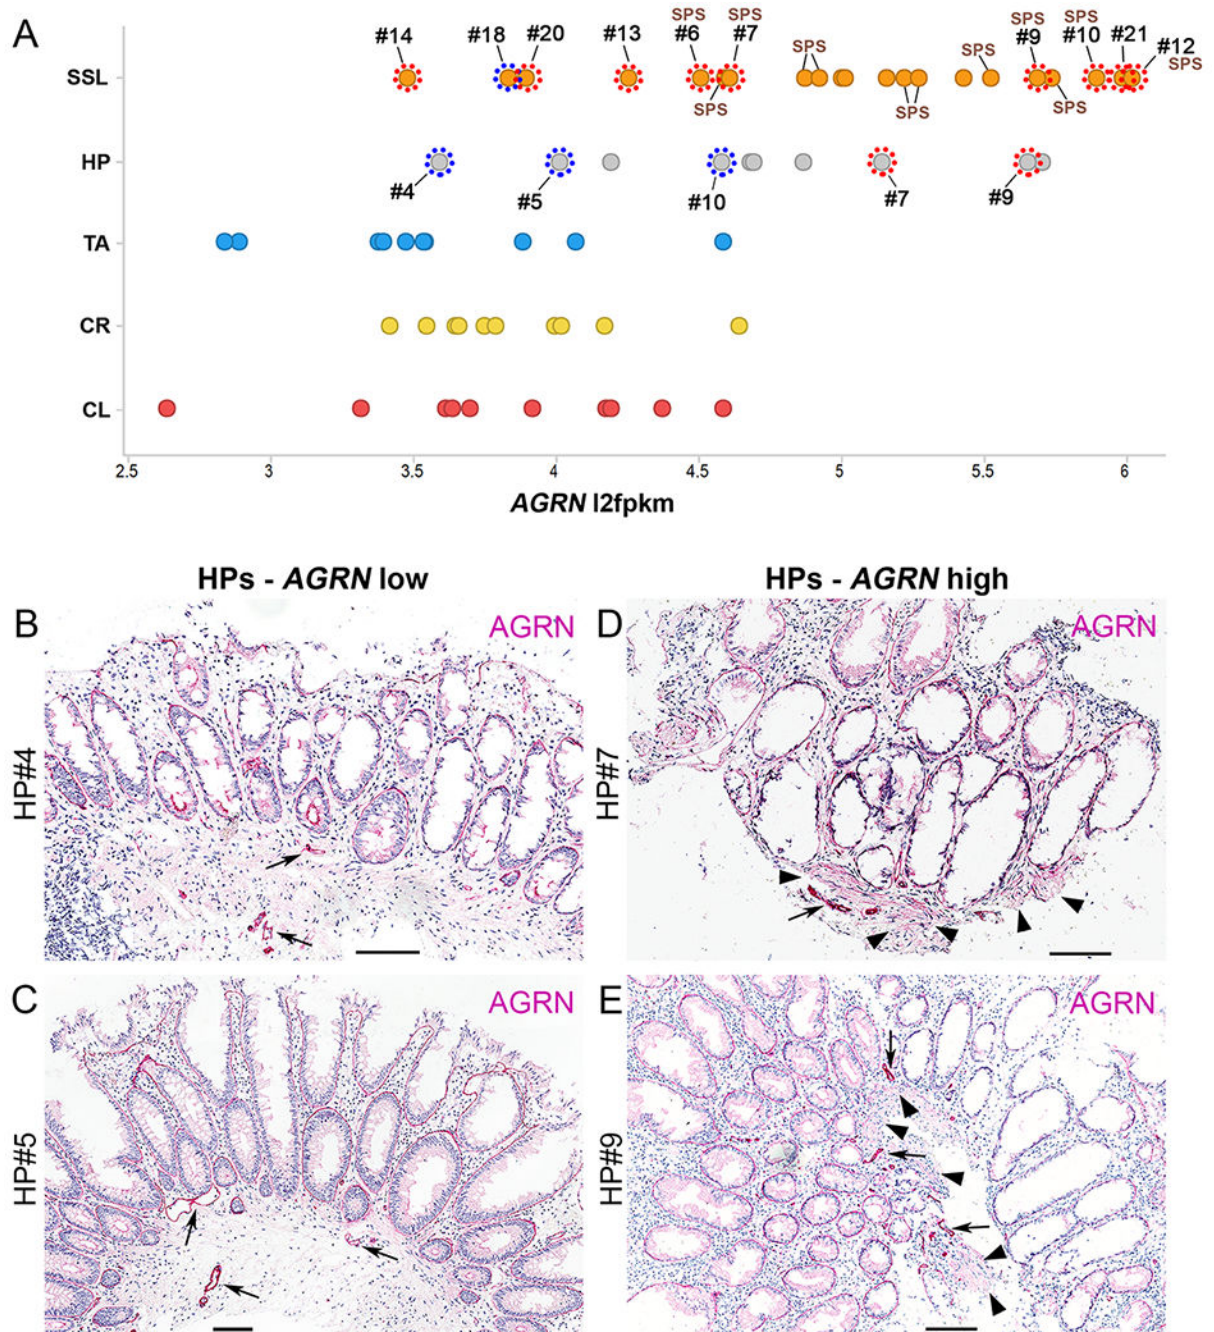 A
SPS SPS SPS SPS
#14 #18 #20 #13 #6 #7 SPS SPS #9 #10 #21 #12
SPS
SSL
SPS SPS SPS
HP
#4 #5 #10 #7 #9
TA
CR
CL
2.5 3 3.5 4 4.5 5 5.5 6
AGRN l2fpkm
HPs - AGRN low HPs - AGRN high
B AGRN D AGRN
HP#4 HP#7
C AGRN E AGRN
HP#5 HP#9